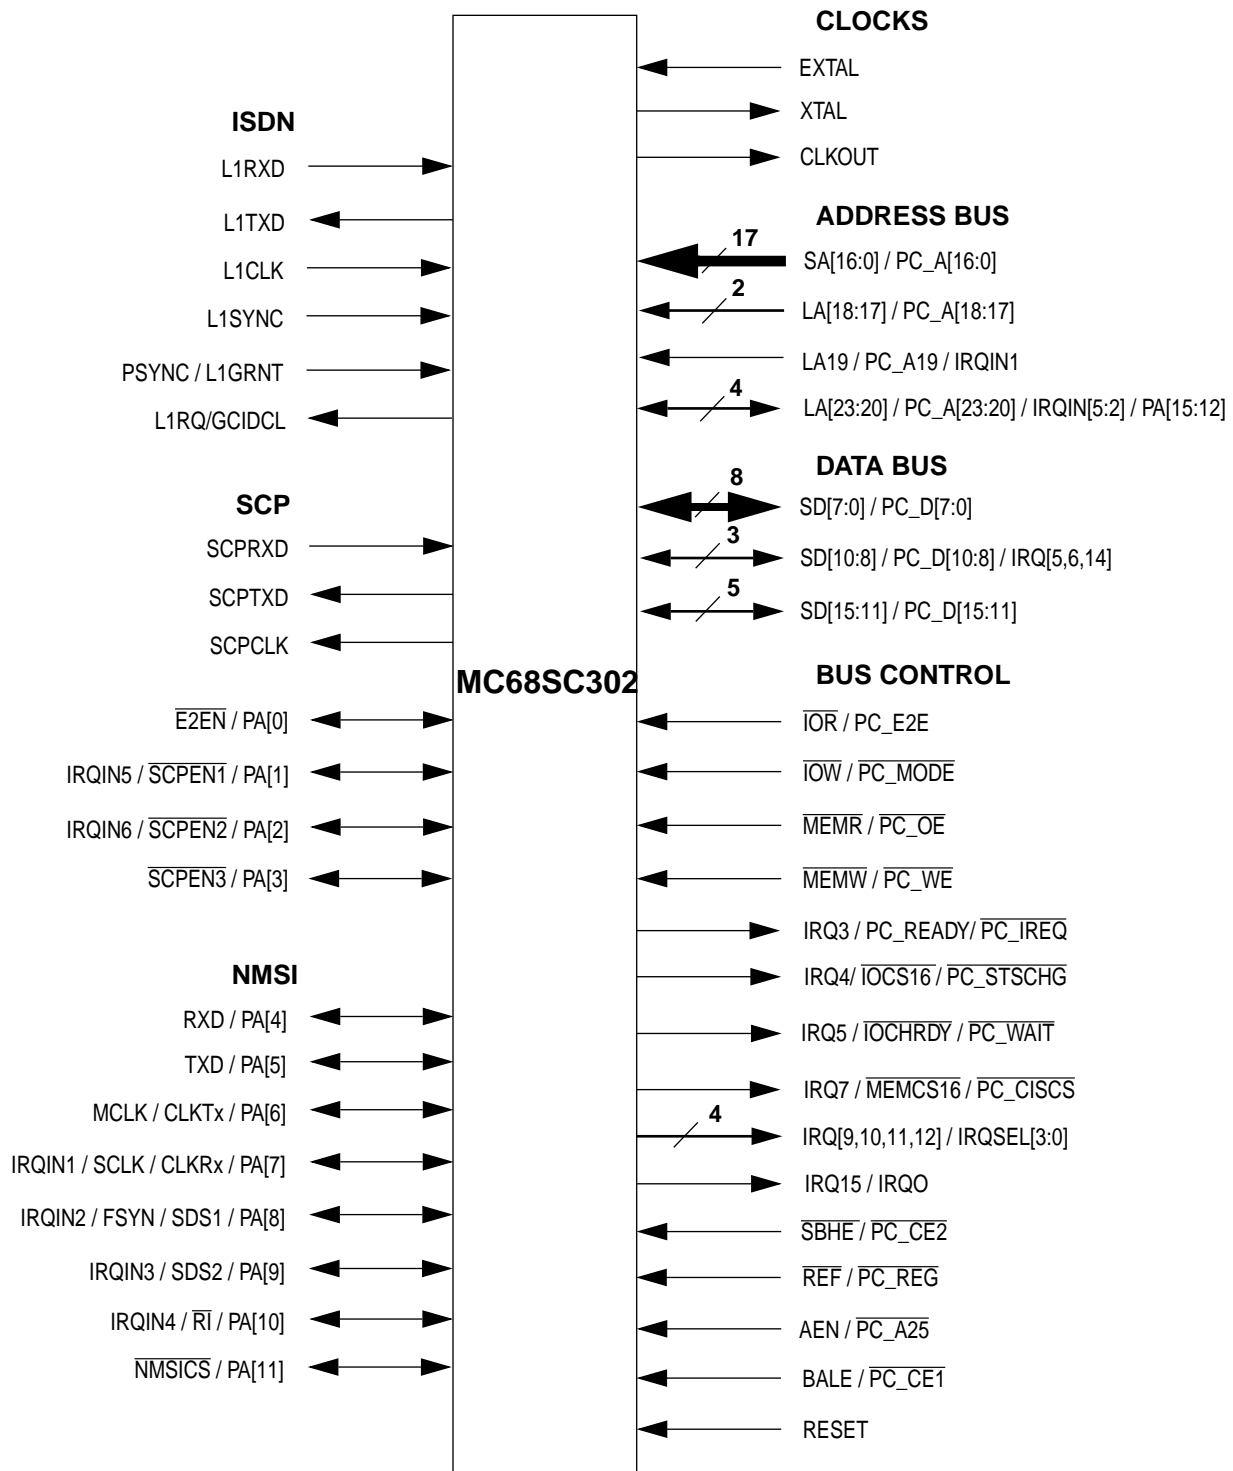 ISDN
L1RXD
L1TXD
L1CLK
L1SYNC
PSYNC / L1GRNT
L1RQ/GCIDCL
SCP
SCPRXD
SCPTXD
SCPCLK
E2EN / PA[0]
IRQIN5 / SCPEN1 / PA[1]
IRQIN6 / SCPEN2 / PA[2]
SCPEN3 / PA[3]
NMSI
RXD / PA[4]
TXD / PA[5]
MCLK / CLKTx / PA[6]
IRQIN1 / SCLK / CLKRx / PA[7]
IRQIN2 / FSYN / SDS1 / PA[8]
IRQIN3 / SDS2 / PA[9]
IRQIN4 / RI / PA[10]
NMSICS / PA[11]
MC68SC302
CLOCKS
EXTAL
XTAL
CLKOUT
ADDRESS BUS
17
SA[16:0] / PC_A[16:0]
2
LA[18:17] / PC_A[18:17]
LA19 / PC_A19 / IRQIN1
4
LA[23:20] / PC_A[23:20] / IRQIN[5:2] / PA[15:12]
DATA BUS
8
SD[7:0] / PC_D[7:0]
3
SD[10:8] / PC_D[10:8] / IRQ[5,6,14]
5
SD[15:11] / PC_D[15:11]
BUS CONTROL
IOR / PC_E2E
IOW / PC_MODE
MEMR / PC_OE
MEMW / PC_WE
IRQ3 / PC_READY/ PC_IREQ
IRQ4/ IOCS16 / PC_STSCHG
IRQ5 / IOCHRDY / PC_WAIT
IRQ7 / MEMCS16 / PC_CISCS
4
IRQ[9,10,11,12] / IRQSEL[3:0]
IRQ15 / IRQO
SBHE / PC_CE2
REF / PC_REG
AEN / PC_A25
BALE / PC_CE1
RESET